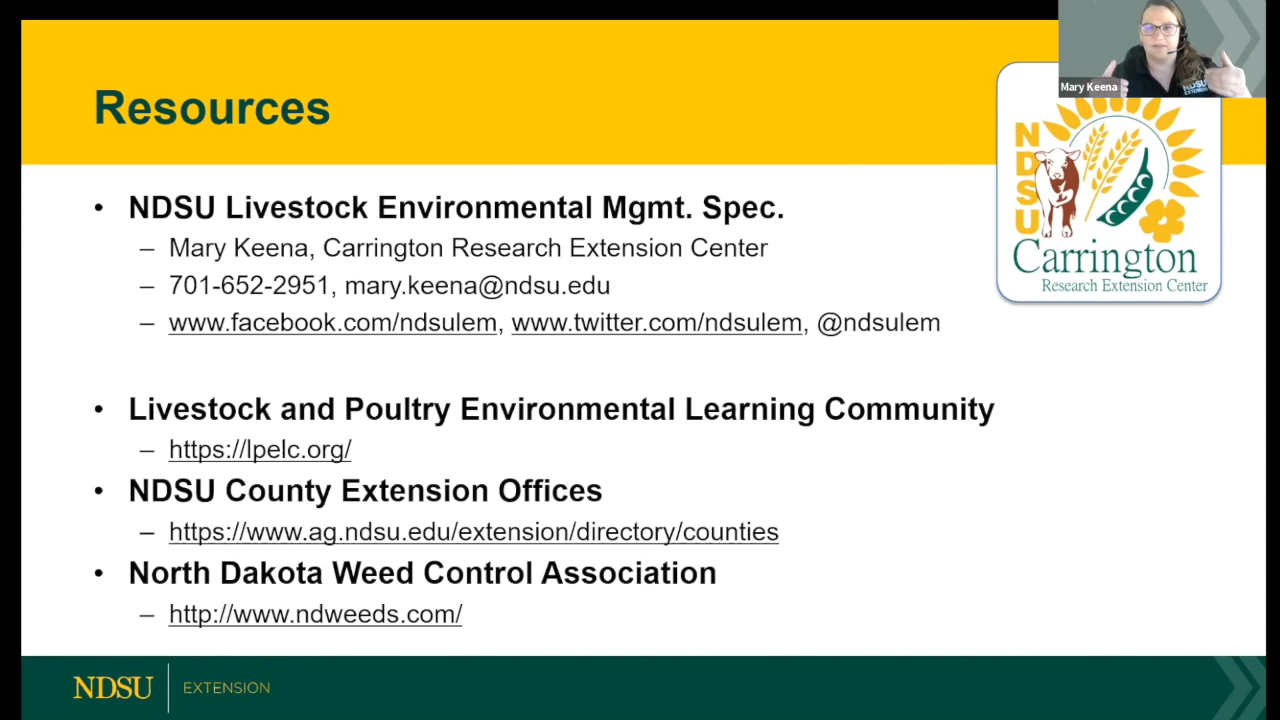 Resources
Mary Keena
NDSU
Carrington
Research Extension Center
NDSU
EXTENSION
• NDSU Livestock Environmental Mgmt. Spec.
– Mary Keena, Carrington Research Extension Center
– 701-652-2951, mary.keena@ndsu.edu
– www.facebook.com/ndsulem, www.twitter.com/ndsulem, @ndsulem
• Livestock and Poultry Environmental Learning Community
– https://lpelc.org/
• NDSU County Extension Offices
– https://www.ag.ndsu.edu/extension/directory/counties
• North Dakota Weed Control Association
– http://www.ndweeds.com/
NDSU EXTENSION